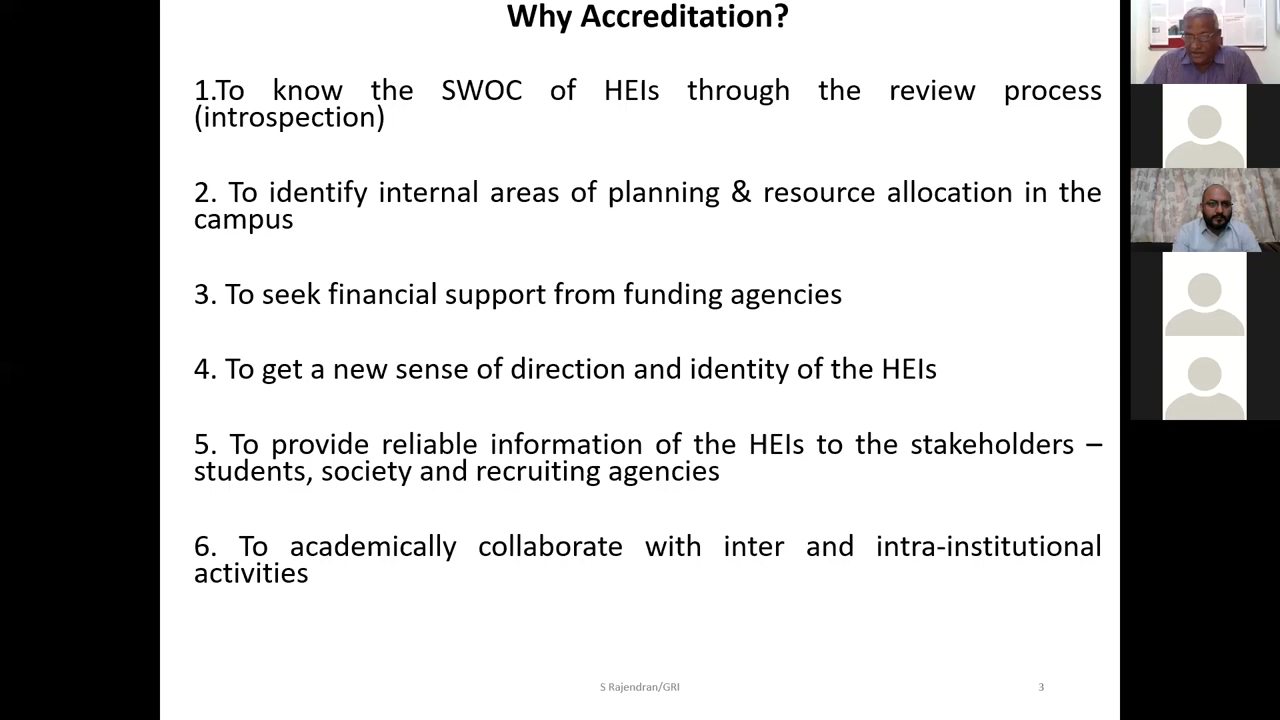 Why Accreditation?
1.To know the SWOC of HEIs through the review process
(introspection)
2. To identify internal areas of planning & resource allocation in the
campus
3. To seek financial support from funding agencies
4. To get a new sense of direction and identity of the HEIs
5. To provide reliable information of the HEIs to the stakeholders –
students, society and recruiting agencies
6. To academically collaborate with inter and intra-institutional
activities
S Rajendran/GRI
3